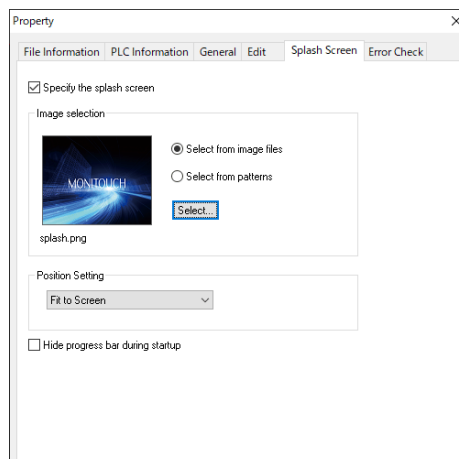 Property
File Information PLC Information General Edit Splash Screen Error Check
Specify the splash screen
Image selection
MONITOUCH
Select from image files
Select from patterns
Select...
splash.png
Position Setting
Fit to Screen
Hide progress bar during startup